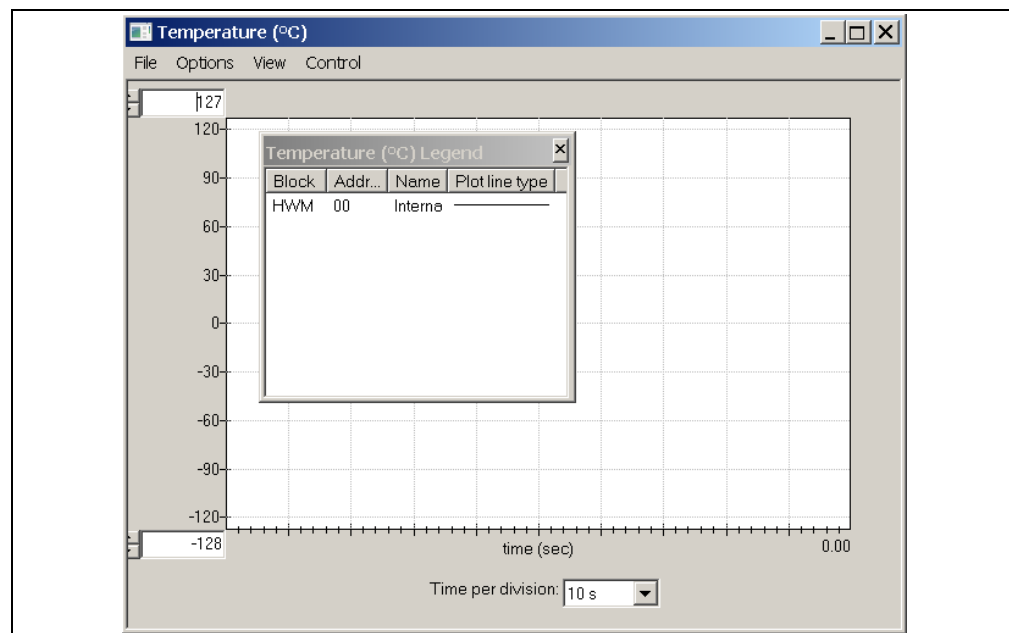 Temperature (°C)
File Options View Control
127
120
Temperature (°C) Legend
90
Block Addr... Name Plot line type
HWM 00 Interna
60
30
0
-30
-60
-90
-120
-128
time (sec) 0.00
Time per division: 10 s